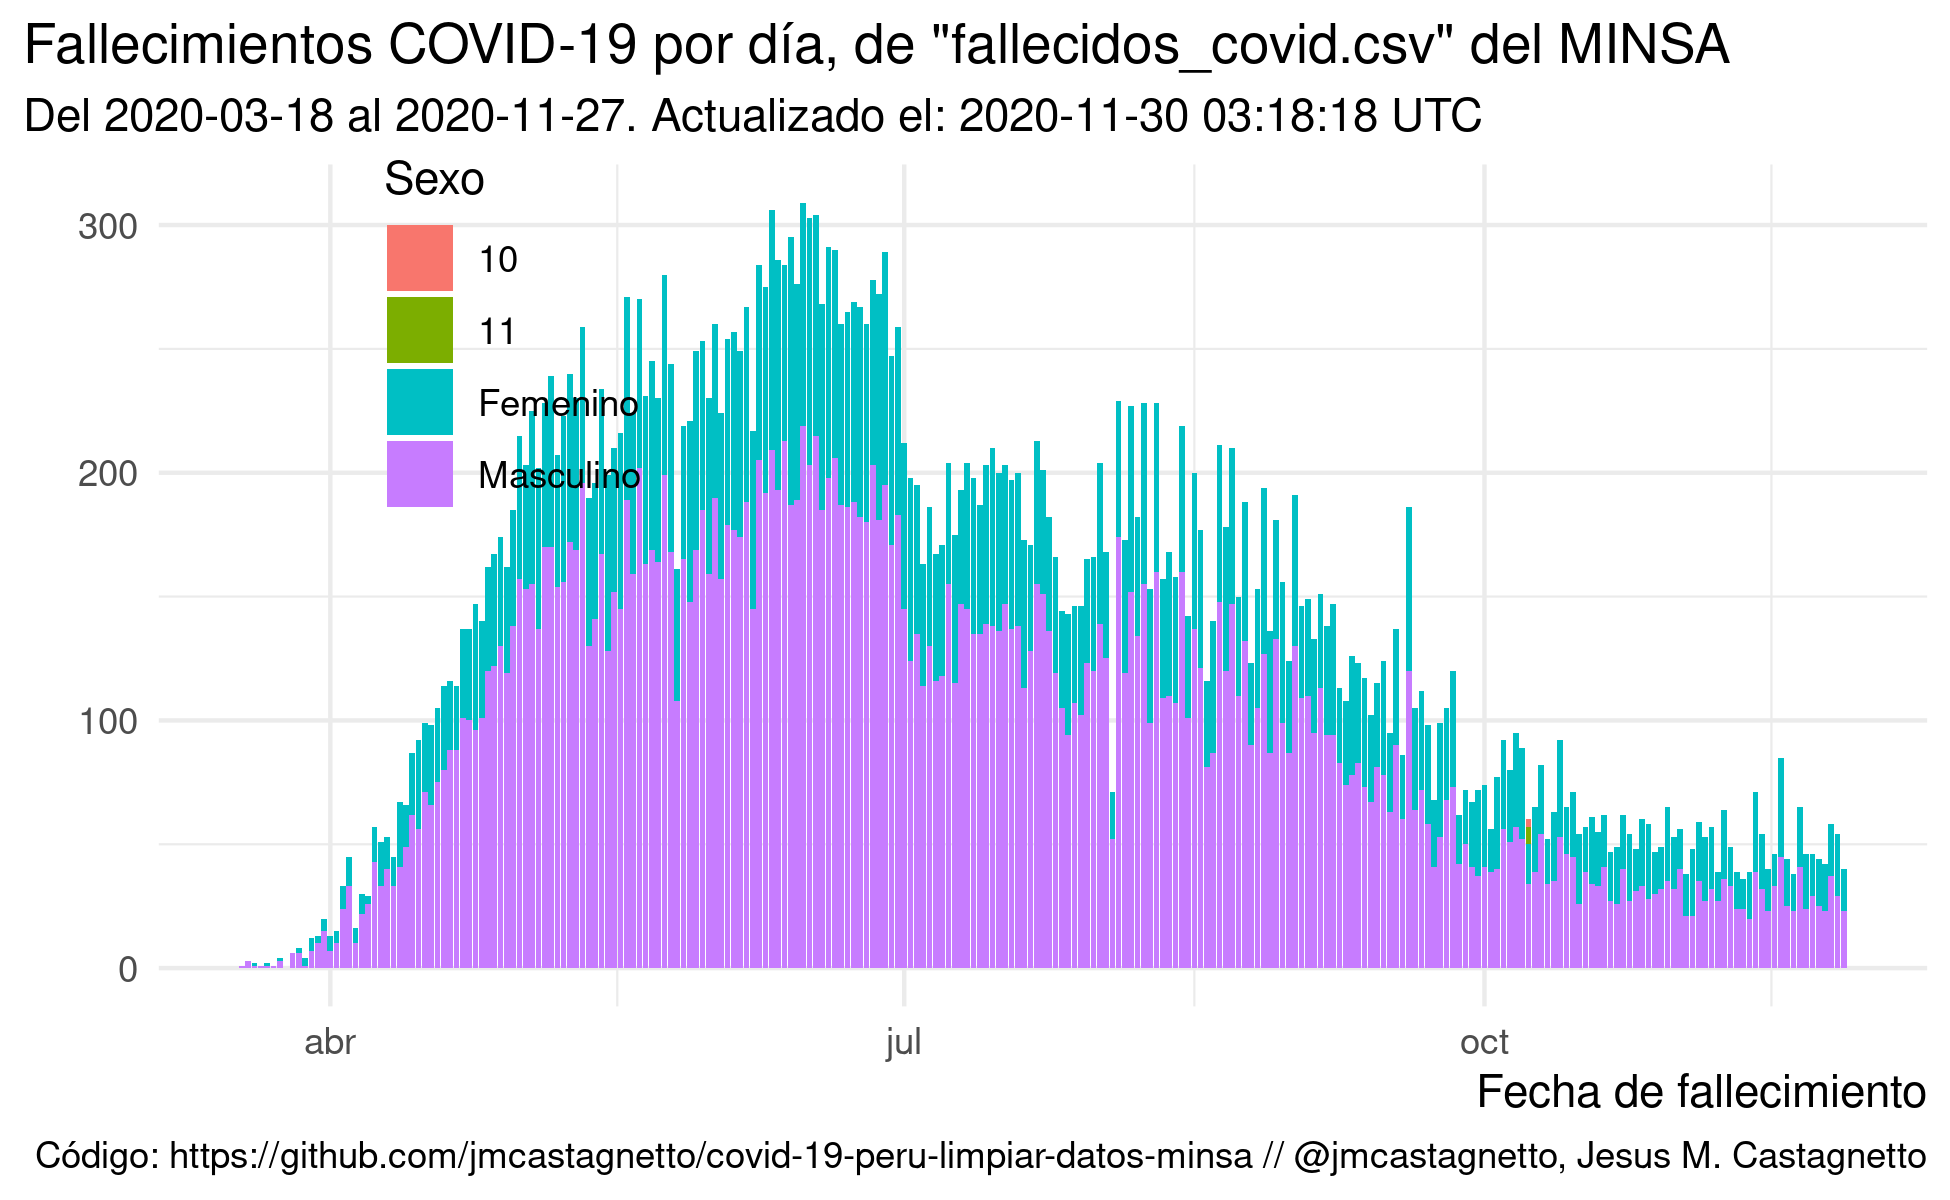 Fallecimientos COVID-19 por día, de "fallecidos_covid.csv" del MINSA
Del 2020-03-18 al 2020-11-27. Actualizado el: 2020-11-30 03:18:18 UTC
Sexo
10
11
Femenino
Masculino
300
200
100
0
abr
jul
oct
Fecha de fallecimiento
Código: https://github.com/jmcastagnetto/covid-19-peru-limpiar-datos-minsa // @jmcastagnetto, Jesus M. Castagnetto